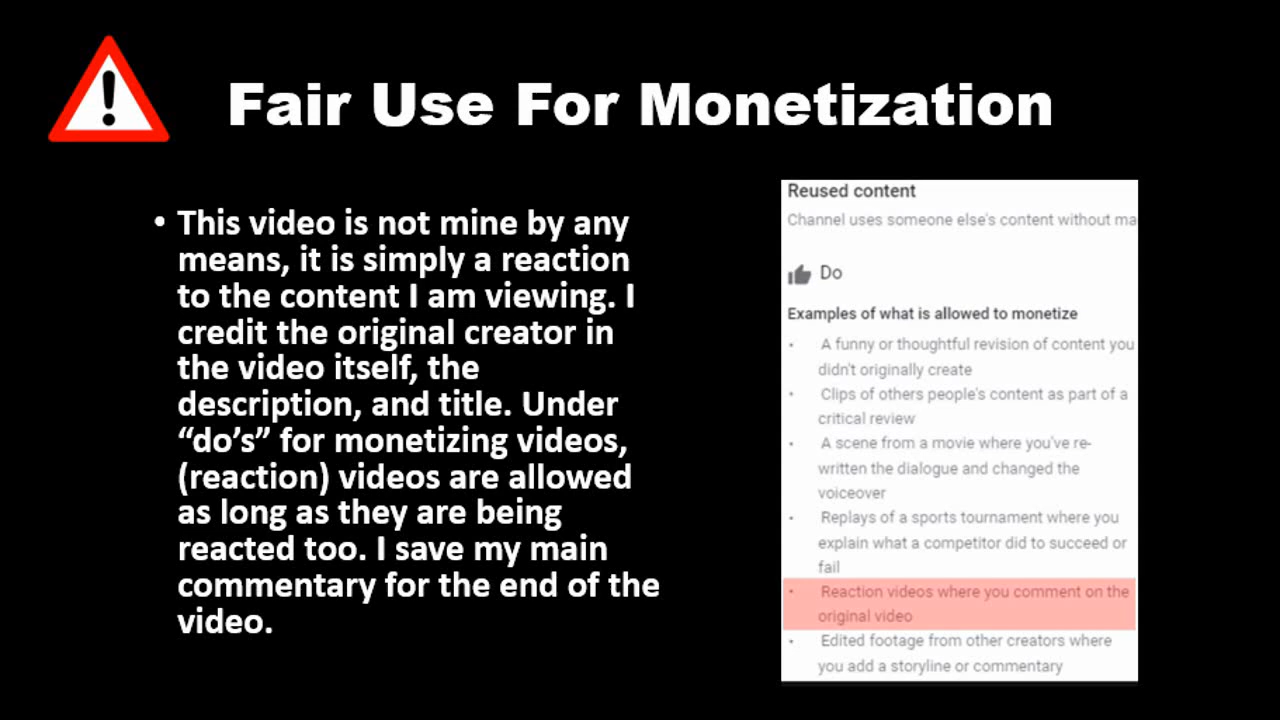 Fair Use For Monetization
• This video is not mine by any
means, it is simply a reaction
to the content I am viewing. I
credit the original creator in
the video itself, the
description, and title. Under
“do’s” for monetizing videos,
(reaction) videos are allowed
as long as they are being
reacted too. I save my main
commentary for the end of the
video.
Reused content
Channel uses someone else's content without ma
Do
Examples of what is allowed to monetize
• A funny or thoughtful revision of content you
didn't originally create
• Clips of others people's content as part of a
critical review
• A scene from a movie where you've re-
written the dialogue and changed the
voiceover
• Replays of a sports tournament where you
explain what a competitor did to succeed or
fail
• Reaction videos where you comment on the
original video
• Edited footage from other creators where
you add a storyline or commentary